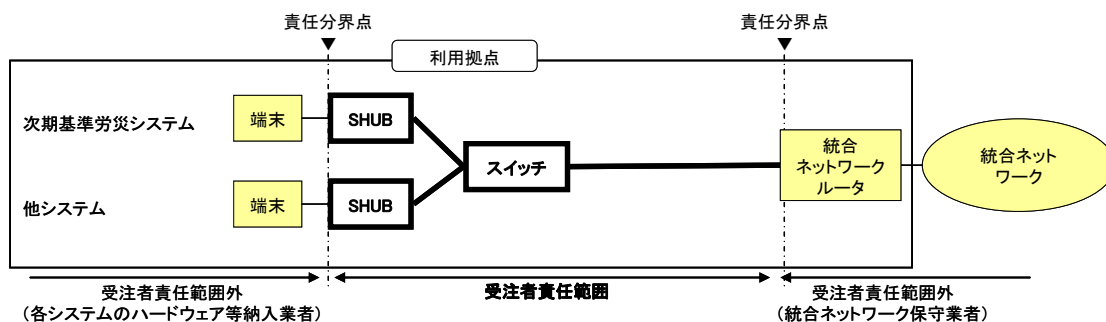 責任分界点
責任分界点
利用拠点
次期基準労災システム
端末
SHUB
スイッチ
統合
ネットワーク
ルータ
統合ネット
ワーク
他システム
端末
SHUB
受注者責任範囲外
（各システムのハードウェア等納入業者）
受注者責任範囲
受注者責任範囲外
（統合ネットワーク保守業者）